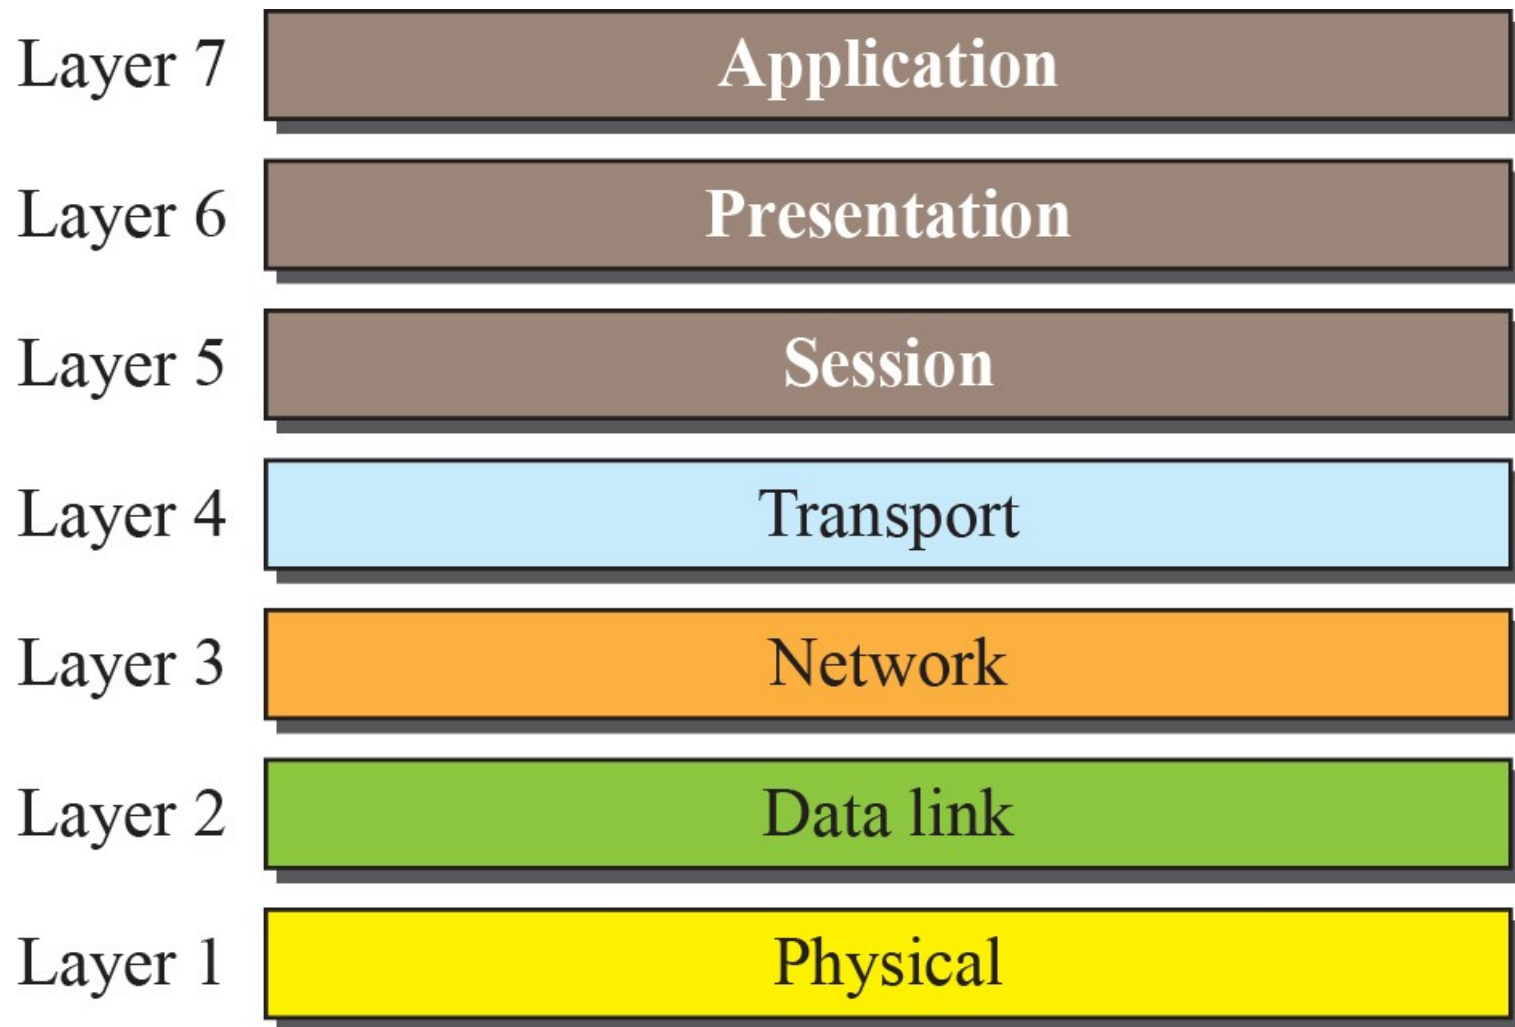 Layer 7 Application
Layer 6 Presentation
Layer 5 Session
Layer 4 Transport
Layer 3 Network
Layer 2 Data link
Layer 1 Physical